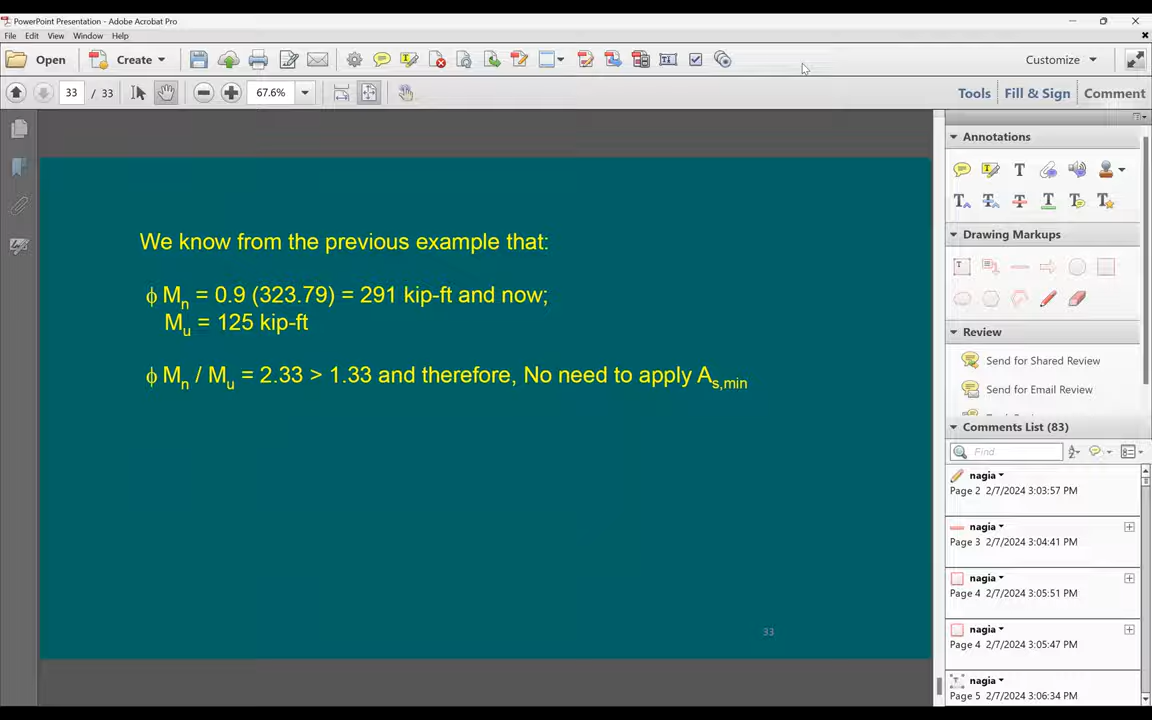 PowerPoint Presentation - Adobe Acrobat Pro
File Edit View Window Help
Open Create Customize
33 / 33 67.6% Tools Fill & Sign Comment
We know from the previous example that:
ϕ Mn = 0.9 (323.79) = 291 kip-ft and now;
Mu = 125 kip-ft
ϕ Mn / Mu = 2.33 > 1.33 and therefore, No need to apply As,min
33
Annotations
Drawing Markups
Review
Send for Shared Review
Send for Email Review
Comments List (83)
Find
nagia
Page 2 2/7/2024 3:03:57 PM
nagia
Page 3 2/7/2024 3:04:41 PM
nagia
Page 4 2/7/2024 3:05:51 PM
nagia
Page 4 2/7/2024 3:05:47 PM
nagia
Page 5 2/7/2024 3:06:34 PM